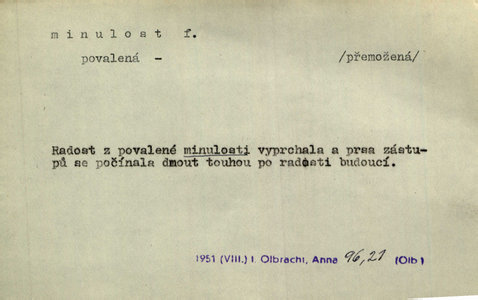 minulost f.
povalená – /přemožená/
Radost z povalené minulosti vyprchala a prsa zástu-
pů se počínala dmout touhou po radosti budoucí.
1951 (VIII.) I. Olbracht, Anna 96,21 (Olb)